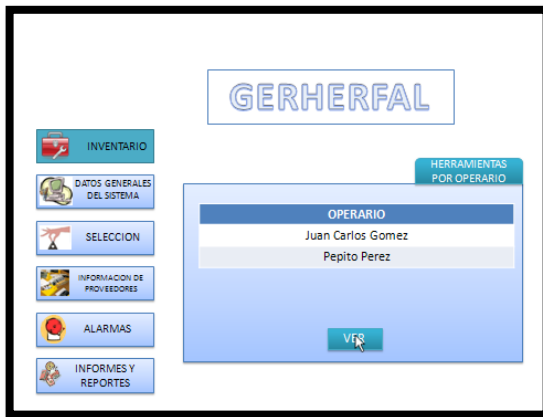 GERHERFAL
INVENTARIO
DATOS GENERALES
DEL SISTEMA
SELECCION
INFORMACION DE
PROVEEDORES
ALARMAS
INFORMES Y
REPORTES
HERRAMIENTAS
POR OPERARIO
OPERARIO
Juan Carlos Gomez
Pepito Perez
VER